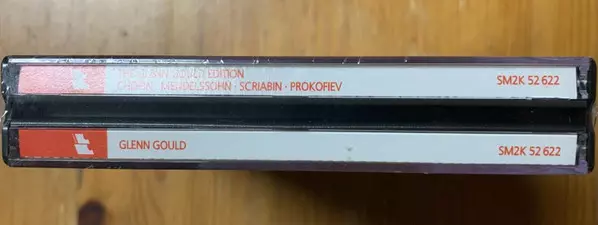 THE GLENN GOULD EDITION
CHOPIN · MENDELSSOHN · SCRIABIN · PROKOFIEV
SM2K 52 622
GLENN GOULD
SM2K 52 622